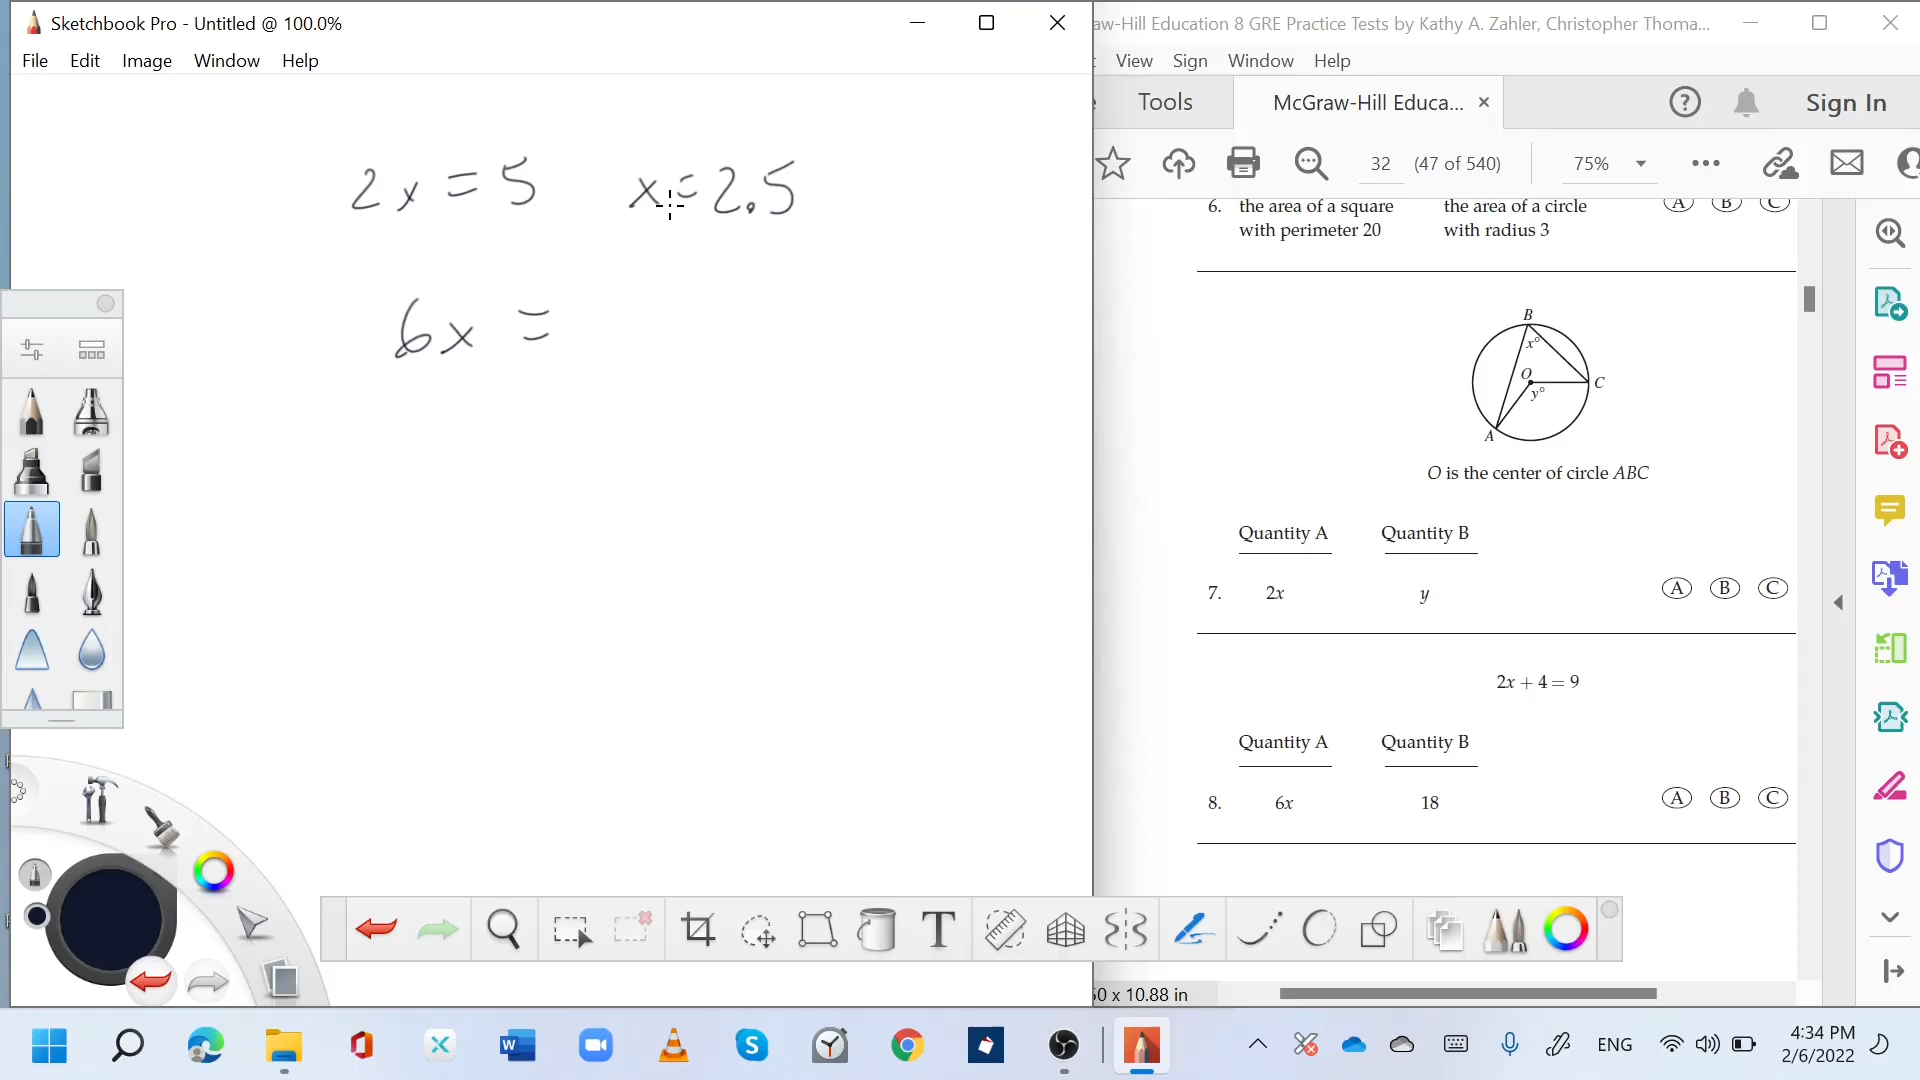 Sketchbook Pro - Untitled @ 100.0%
File Edit Image Window Help
2x = 5 x = 2.5
6x =
aw-Hill Education 8 GRE Practice Tests by Kathy A. Zahler, Christopher Thoma...
View Sign Window Help
Tools McGraw-Hill Educa... × Sign In
32 (47 of 540) 75%
6. the area of a square the area of a circle A B C
with perimeter 20 with radius 3
B
x°
O
C
y°
A
O is the center of circle ABC
Quantity A Quantity B
7. 2x y A B C
2x + 4 = 9
Quantity A Quantity B
8. 6x 18 A B C
T
0 x 10.88 in
ENG
4:34 PM
2/6/2022